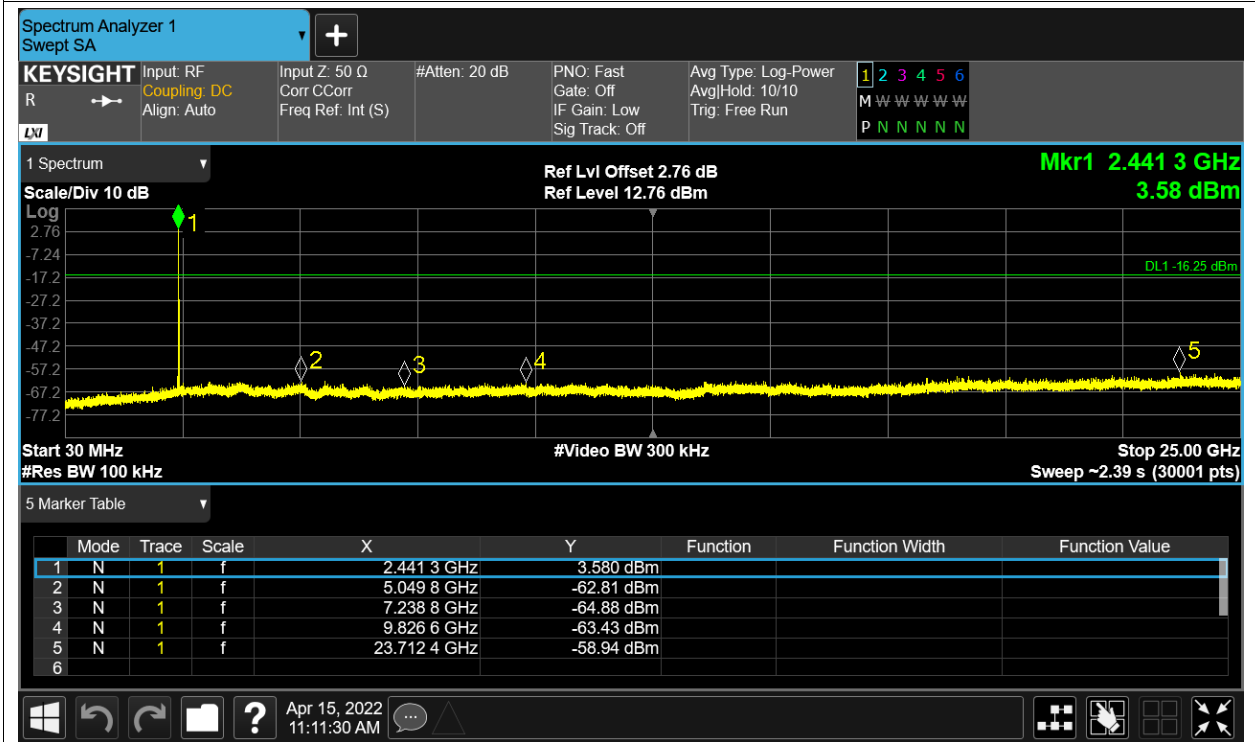 Spectrum Analyzer 1
Swept SA
+
KEYSIGHT
R
LXI
Input: RF
Coupling: DC
Align: Auto
Input Z: 50 Ω
Corr CCorr
Freq Ref: Int (S)
#Atten: 20 dB
PNO: Fast
Gate: Off
IF Gain: Low
Sig Track: Off
Avg Type: Log-Power
Avg|Hold: 10/10
Trig: Free Run
1 2 3 4 5 6
M W W W W W
P N N N N N
1 Spectrum
Scale/Div 10 dB
Ref Lvl Offset 2.76 dB
Ref Level 12.76 dBm
Mkr1 2.441 3 GHz
3.58 dBm
Log
2.76
-7.24
-17.2
-27.2
-37.2
-47.2
-57.2
-67.2
-77.2
1
2
3
4
5
DL1 -16.25 dBm
Start 30 MHz
#Video BW 300 kHz
Stop 25.00 GHz
#Res BW 100 kHz
Sweep ~2.39 s (30001 pts)
5 Marker Table
Mode Trace Scale X Y Function Function Width Function Value
1 N 1 f 2.441 3 GHz 3.580 dBm
2 N 1 f 5.049 8 GHz -62.81 dBm
3 N 1 f 7.238 8 GHz -64.88 dBm
4 N 1 f 9.826 6 GHz -63.43 dBm
5 N 1 f 23.712 4 GHz -58.94 dBm
6
?
Apr 15, 2022
11:11:30 AM